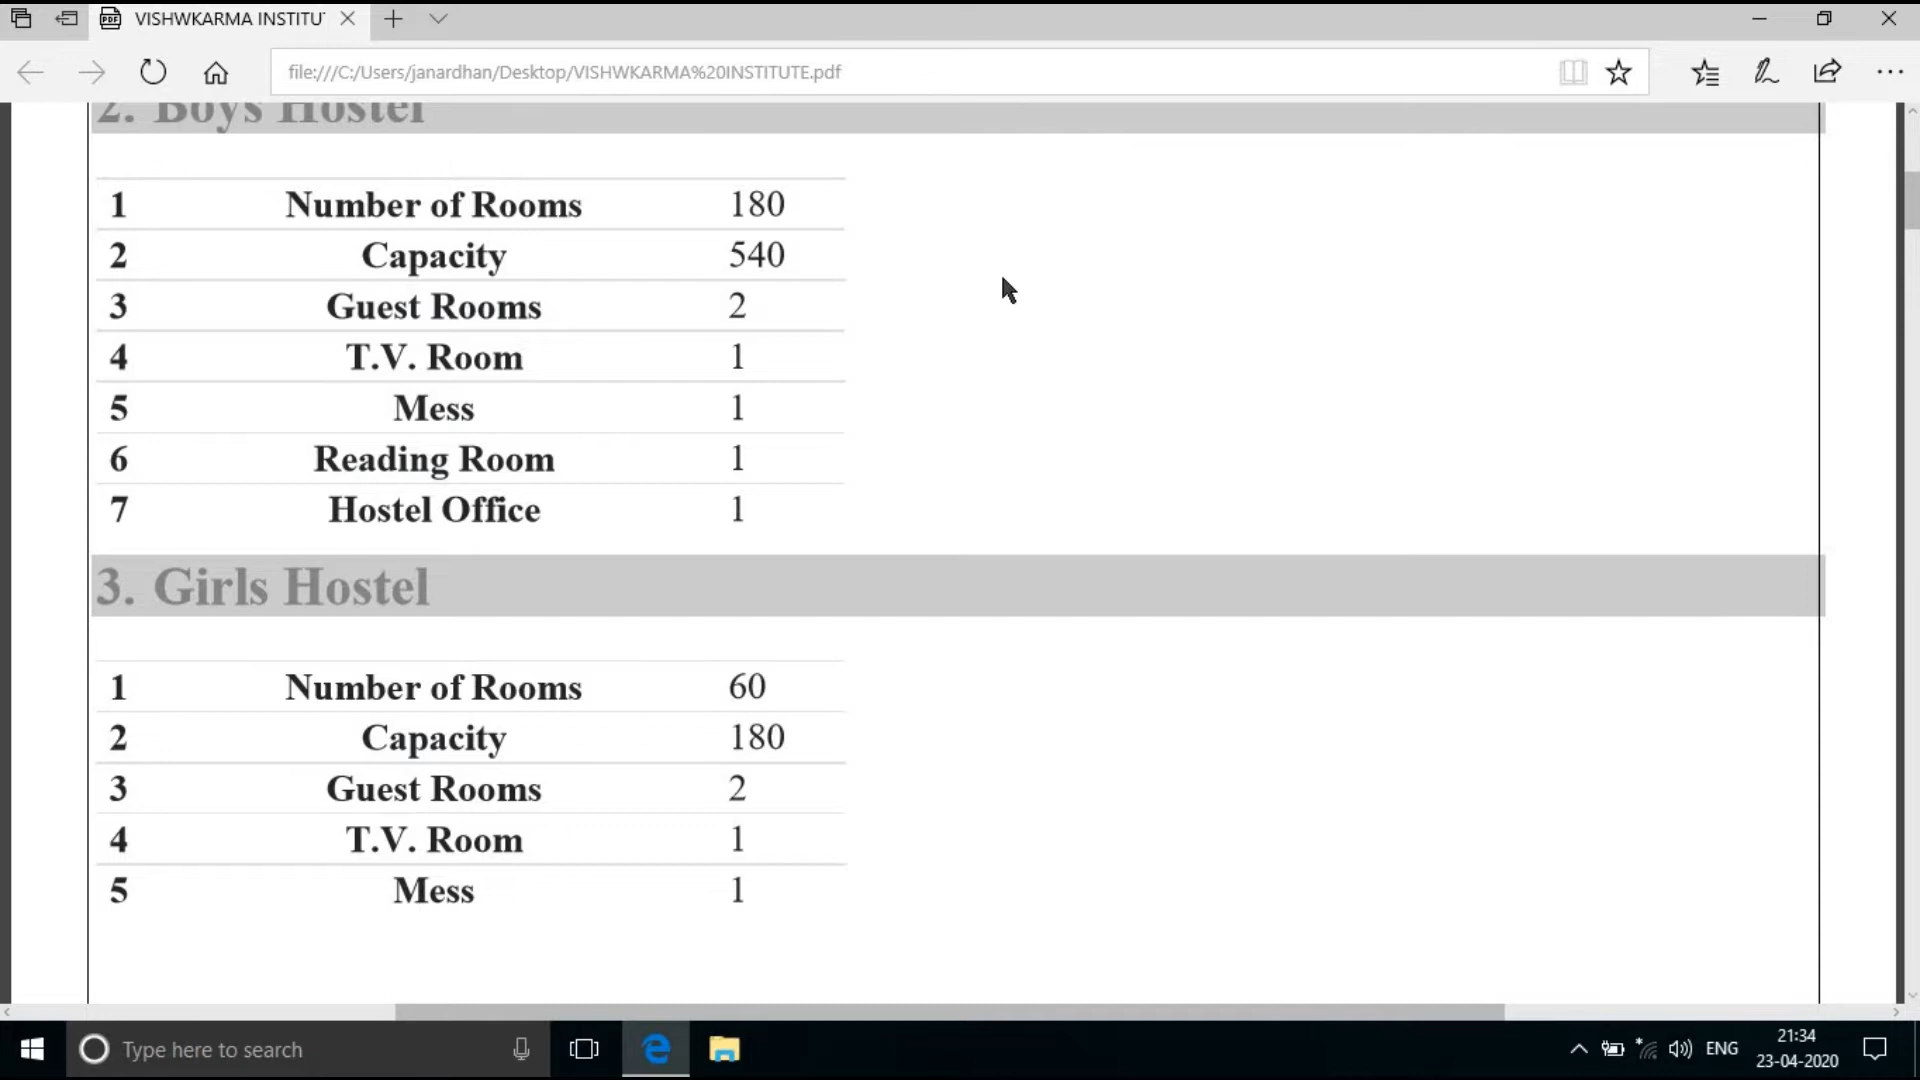 VISHWKARMA INSTITU
file:///C:/Users/janardhan/Desktop/VISHWKARMA%20INSTITUTE.pdf
2. Boys Hostel
1 Number of Rooms 180
2 Capacity 540
3 Guest Rooms 2
4 T.V. Room 1
5 Mess 1
6 Reading Room 1
7 Hostel Office 1
3. Girls Hostel
1 Number of Rooms 60
2 Capacity 180
3 Guest Rooms 2
4 T.V. Room 1
5 Mess 1
Type here to search
ENG
21:34
23-04-2020